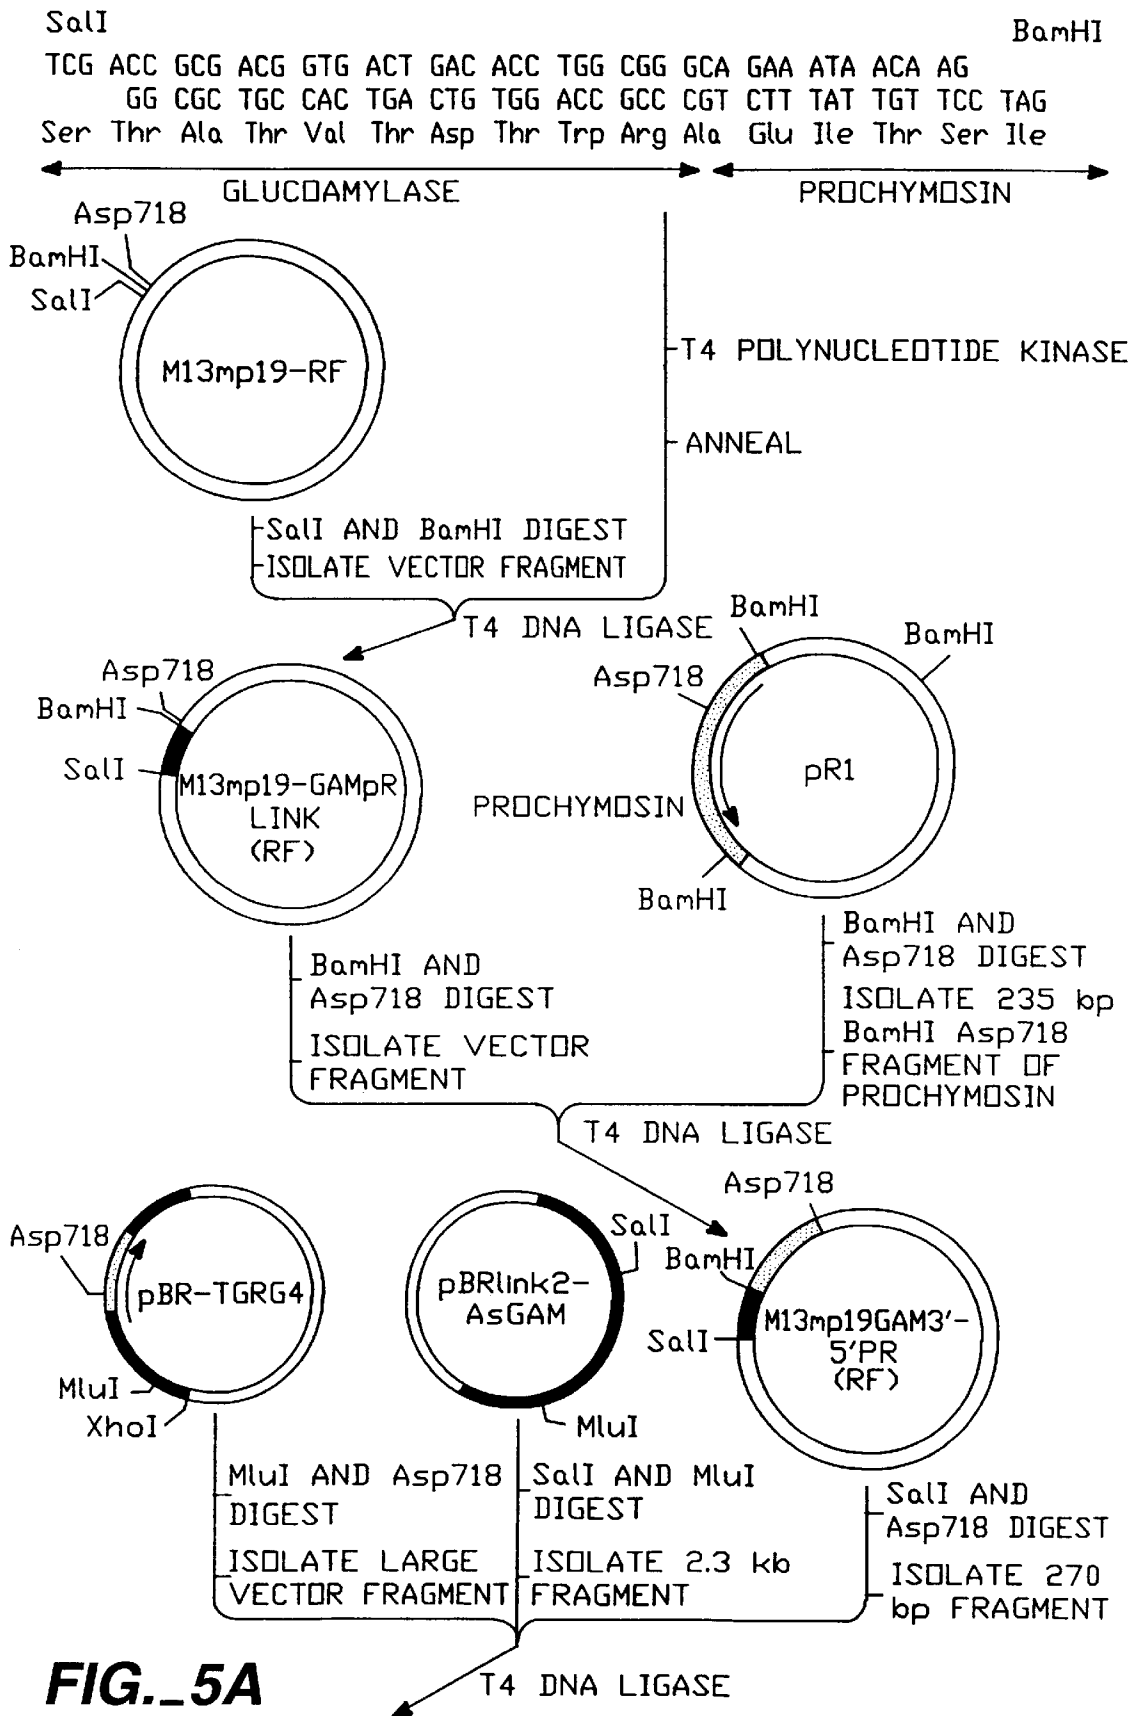 SalI
BamHI
TCG ACC GCG ACG GTG ACT GAC ACC TGG CGG GCA GAA ATA ACA AG
GG CGC TGC CAC TGA CTG TGG ACC GCC CGT CTT TAT TGT TCC TAG
Ser Thr Ala Thr Val Thr Asp Thr Trp Arg Ala Glu Ile Thr Ser Ile
GLUCOAMYLASE
PROCHYMOSIN
Asp718
BamHI
SalI
M13mp19-RF
T4 POLYNUCLEOTIDE KINASE
ANNEAL
SalI AND BamHI DIGEST
ISOLATE VECTOR FRAGMENT
T4 DNA LIGASE
Asp718
BamHI
SalI
M13mp19-GAMpR
LINK
(RF)
BamHI
BamHI
Asp718
pR1
PROCHYMOSIN
BamHI
BamHI AND
Asp718 DIGEST
ISOLATE VECTOR
FRAGMENT
BamHI AND
Asp718 DIGEST
ISOLATE 235 bp
BamHI Asp718
FRAGMENT OF
PROCHYMOSIN
T4 DNA LIGASE
Asp718
pBR-TGRG4
MluI
XhoI
SalI
pBRlink2-
AsGAM
MluI
Asp718
BamHI
SalI
M13mp19GAM3'-
5'PR
(RF)
MluI AND Asp718
DIGEST
ISOLATE LARGE
VECTOR FRAGMENT
SalI AND MluI
DIGEST
ISOLATE 2.3 kb
FRAGMENT
SalI AND
Asp718 DIGEST
ISOLATE 270
bp FRAGMENT
T4 DNA LIGASE
FIG._5A